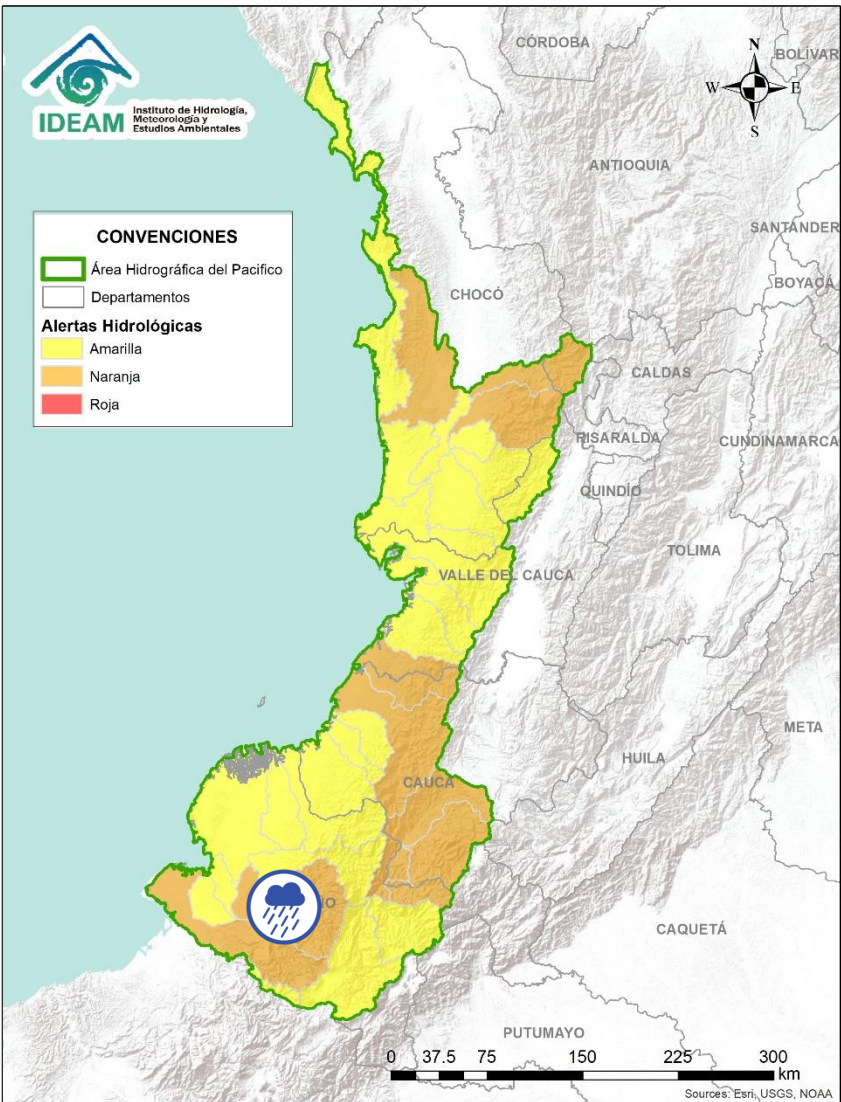 IDEAM
Instituto de Hidrología,
Meteorología y
Estudios Ambientales
N
W
E
S
CÓRDOBA
BOLÍVAR
ANTIOQUIA
SANTANDER
BOYACÁ
CHOCÓ
CALDAS
RISARALDA
CUNDINAMARCA
QUINDÍO
TOLIMA
VALLE DEL CAUCA
META
HUILA
CAUCA
CAQUETÁ
PUTUMAYO
CONVENCIONES
Área Hidrográfica del Pacifico
Departamentos
Alertas Hidrológicas
Amarilla
Naranja
Roja
0 37.5 75 150 225 300
km
Sources: Esri, USGS, NOAA